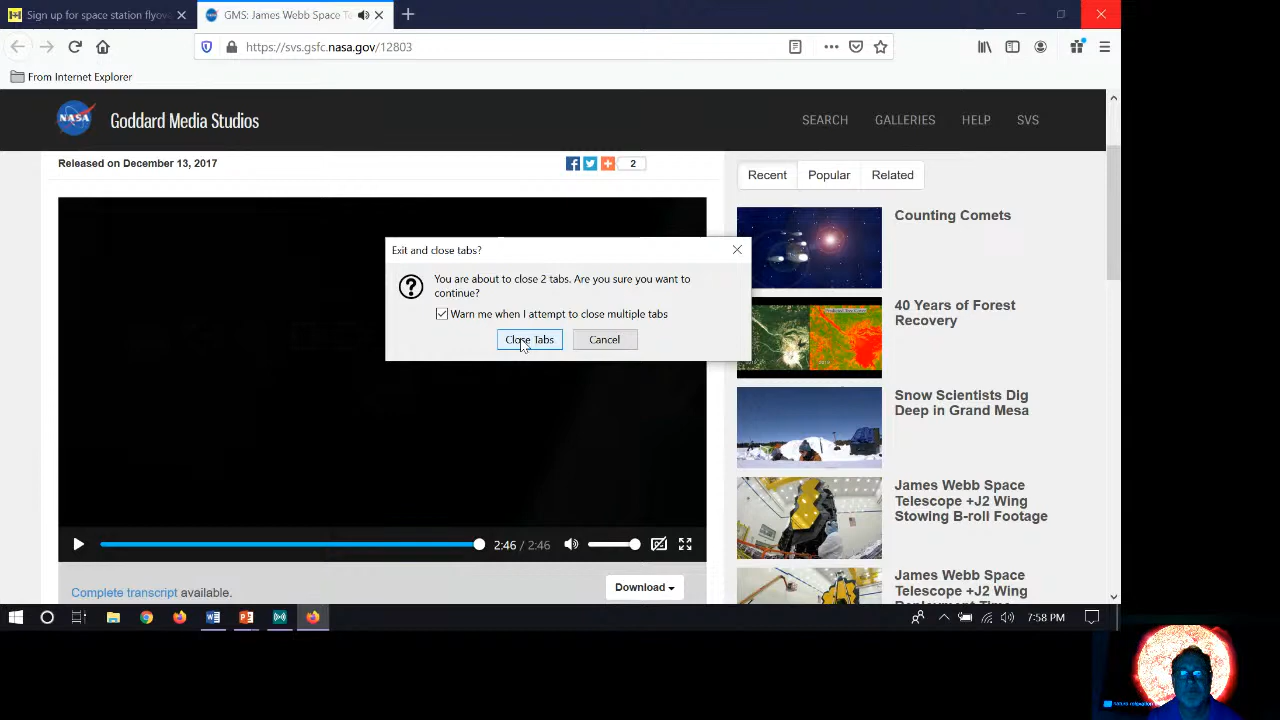 Sign up for space station flyov
GMS: James Webb Space Te
https://svs.gsfc.nasa.gov/12803
From Internet Explorer
NASA
Goddard Media Studios
SEARCH
GALLERIES
HELP
SVS
Released on December 13, 2017
2
Recent
Popular
Related
Exit and close tabs?
You are about to close 2 tabs. Are you sure you want to
continue?
Warn me when I attempt to close multiple tabs
Close Tabs
Cancel
Counting Comets
40 Years of Forest
Recovery
Snow Scientists Dig
Deep in Grand Mesa
James Webb Space
Telescope +J2 Wing
Stowing B-roll Footage
James Webb Space
Telescope +J2 Wing
2:46 / 2:46
Complete transcript available.
Download
7:58 PM